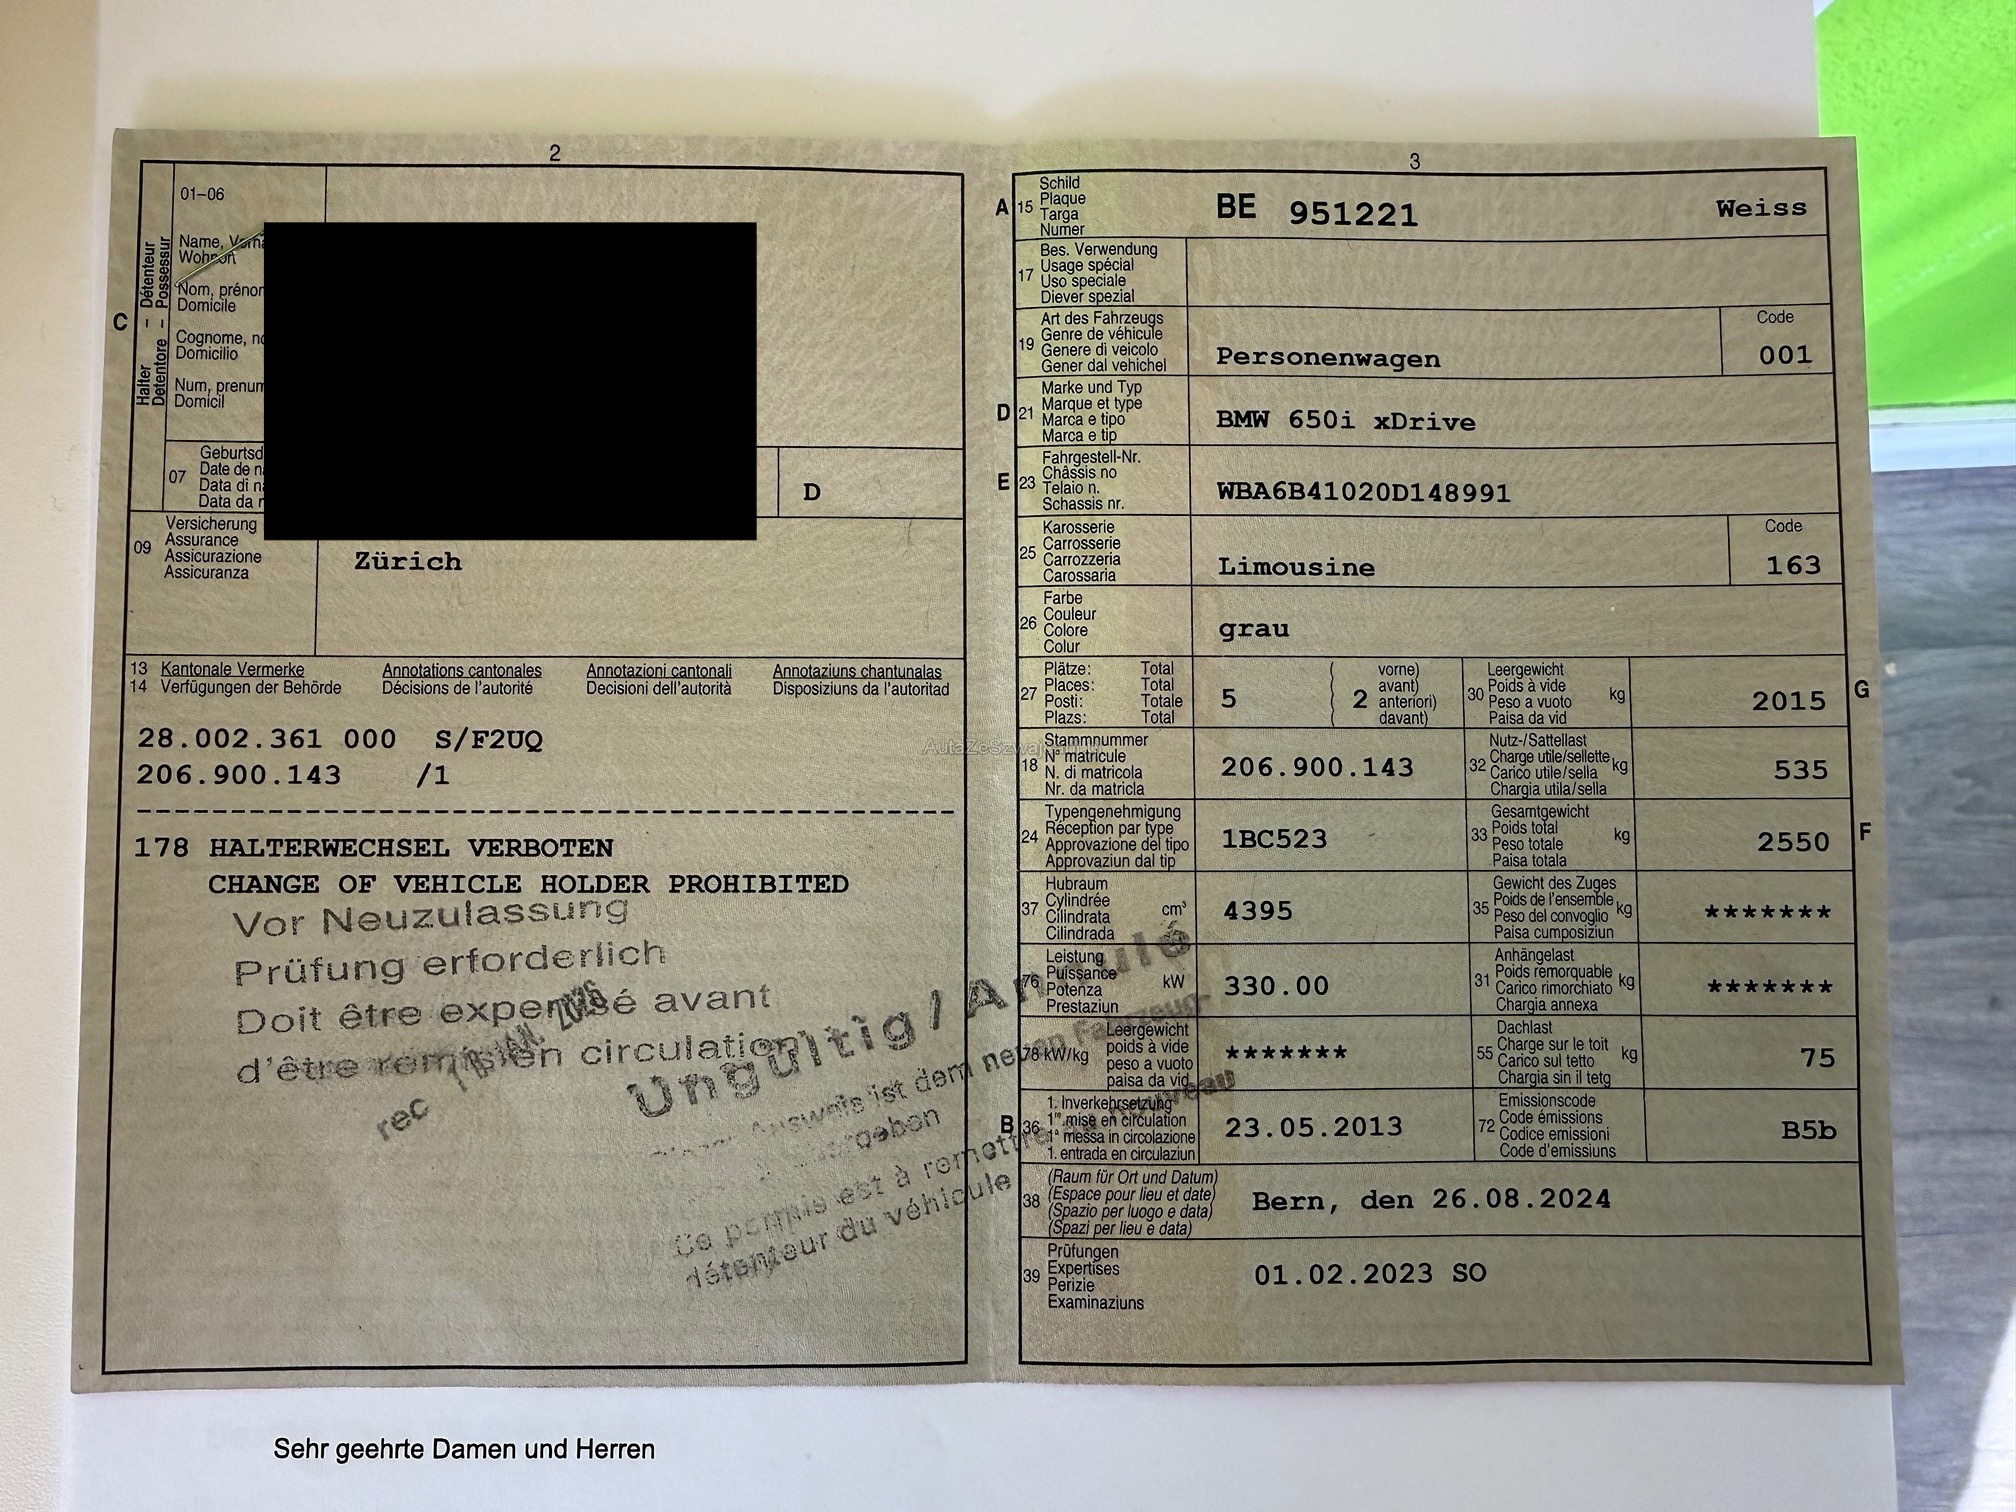 2
01–06
Name,
Wohnort
Domicile
Cognome,
Domicilio
Num,
Domicil
C
Halter – Détenteur
Detentore – Possessur
07
Date de
Data di
Data da
D
09
Versicherung
Assurance
Assicurazione
Assicuranza
Zürich
13 Kantonale Vermerke Annotations cantonales Annotazioni cantonali Annotaziuns chantunalas
14 Verfügungen der Behörde Décisions de l'autorité Decisioni dell'autorità Disposiziuns da l'autoritad
28.002.361 000 S/F2UQ
206.900.143 /1
178 HALTERWECHSEL VERBOTEN
CHANGE OF VEHICLE HOLDER PROHIBITED
Vor Neuzulassung
Prüfung erforderlich
Doit être expertisé avant
d'être remis en circulation
rec
Ungültig / Annulé
Ausweis ist dem neuen Fahrzeug-
Ce permis est à remettre au nouveau
détenteur du véhicule
3
A 15
Schild
Plaque
Targa
Numer
BE 951221 Weiss
17
Bes. Verwendung
Usage spécial
Uso speciale
Diever spezial
19
Art des Fahrzeugs
Genre de véhicule
Genere di veicolo
Gener dal vehichel
Personenwagen
Code
001
D 21
Marke und Typ
Marque et type
Marca e tipo
Marca e tip
BMW 650i xDrive
E 23
Fahrgestell-Nr.
Châssis no
Telaio n.
Schassis nr.
WBA6B41020D148991
25
Karosserie
Carrosserie
Carrozzeria
Carossaria
Limousine
Code
163
26
Farbe
Couleur
Colore
Colur
grau
27
Plätze: Total
Places: Total
Posti: Totale
Plazs: Total
5
2
vorne)
avant)
anteriori)
davant)
30
Leergewicht
Poids à vide
Peso a vuoto
Paisa da vid
kg
2015
G
18
Stammnummer
N° matricule
N. di matricola
Nr. da matricla
206.900.143
32
Nutz-/Sattellast
Charge utile/sellette
Carico utile/sella
Chargia utila/sella
kg
535
24
Typengenehmigung
Réception par type
Approvazione del tipo
Approvaziun dal tip
1BC523
33
Gesamtgewicht
Poids total
Peso totale
Paisa totala
kg
2550
F
37
Hubraum
Cylindrée
Cilindrata
Cilindrada
cm³
4395
35
Gewicht des Zuges
Poids de l'ensemble
Peso del convoglio
Paisa cumposiziun
kg
*******
76
Leistung
Puissance
Potenza
Prestaziun
kW
330.00
31
Anhängelast
Poids remorquable
Carico rimorchiato
Chargia annexa
kg
*******
78 kW/kg
Leergewicht
poids à vide
peso a vuoto
paisa da vid
*******
55
Dachlast
Charge sur le toit
Carico sul tetto
Chargia sin il tetg
kg
75
B 36
1. Inverkehrsetzung
1re mise en circulation
1a messa in circolazione
1. entrada en circulaziun
23.05.2013
72
Emissionscode
Code émissions
Codice emissioni
Code d'emissiuns
B5b
38
(Raum für Ort und Datum)
(Espace pour lieu et date)
(Spazio per luogo e data)
(Spazi per lieu e data)
Bern, den 26.08.2024
39
Prüfungen
Expertises
Perizie
Examinaziuns
01.02.2023 SO
Sehr geehrte Damen und Herren